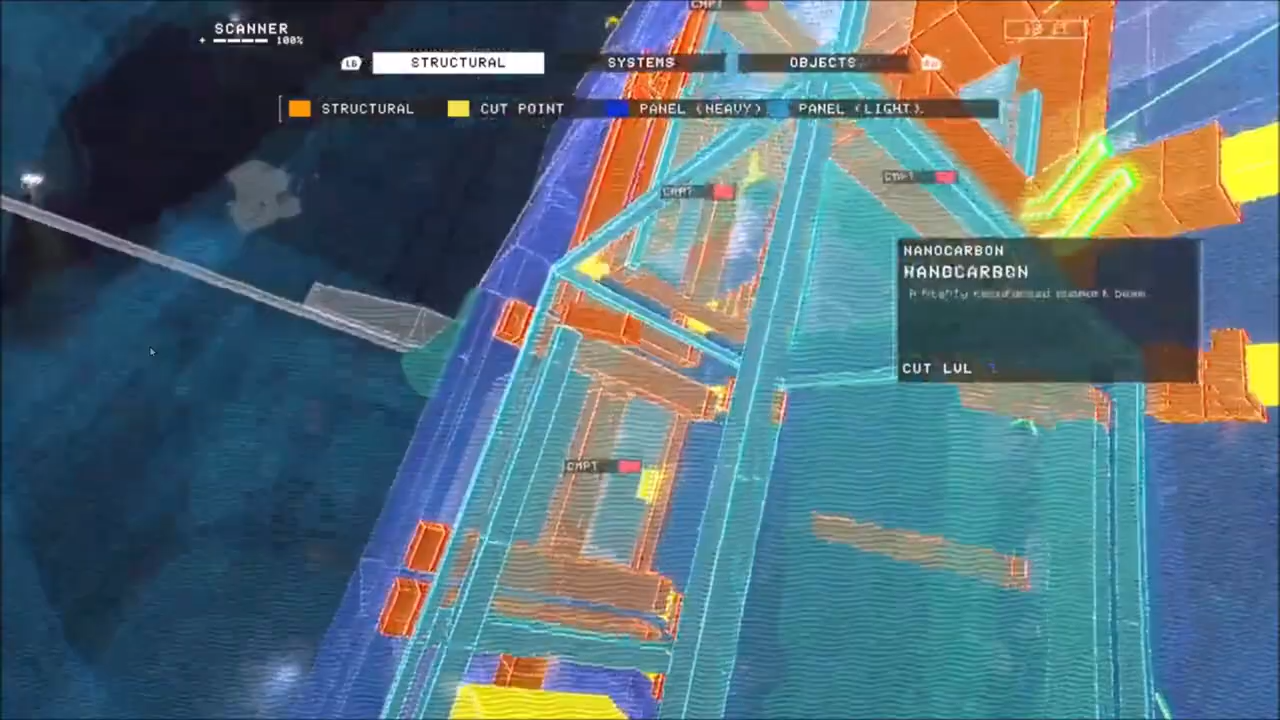 CMPT
SCANNER
100%
LB
STRUCTURAL
SYSTEMS
OBJECTS
STRUCTURAL
CUT POINT
PANEL (HEAVY)
PANEL (LIGHT)
CMPT
CMPT
NANOCARBON
NANOCARBON
CUT LVL
CMPT